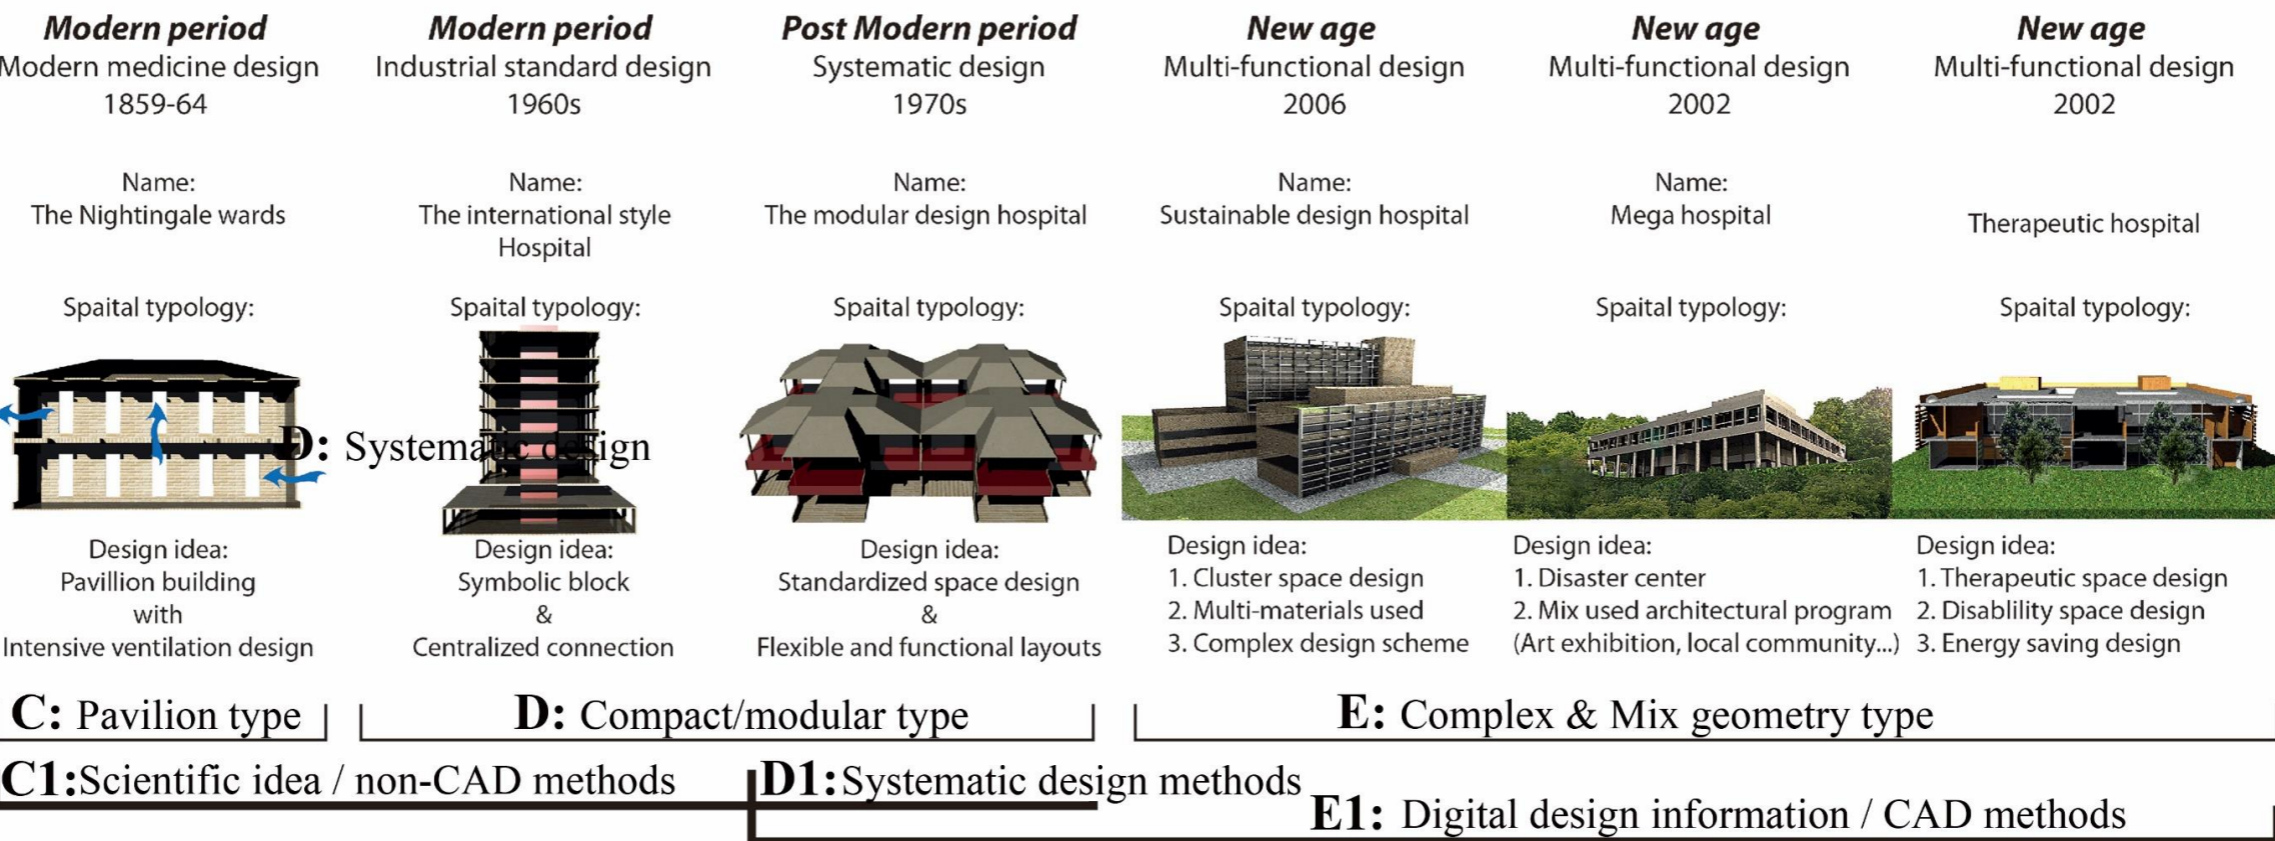 Modern period
Modern medicine design
1859-64
Name:
The Nightingale wards
Spaital typology:
Design idea:
Pavillion building
with
Intensive ventilation design
Modern period
Industrial standard design
1960s
Name:
The international style
Hospital
Spaital typology:
D: Systematic design
Design idea:
Symbolic block
&
Centralized connection
Post Modern period
Systematic design
1970s
Name:
The modular design hospital
Spaital typology:
Design idea:
Standardized space design
&
Flexible and functional layouts
New age
Multi-functional design
2006
Name:
Sustainable design hospital
Spaital typology:
Design idea:
1. Cluster space design
2. Multi-materials used
3. Complex design scheme
New age
Multi-functional design
2002
Name:
Mega hospital
Spaital typology:
Design idea:
1. Disaster center
2. Mix used architectural program
(Art exhibition, local community...)
New age
Multi-functional design
2002
Therapeutic hospital
Spaital typology:
Design idea:
1. Therapeutic space design
2. Disablility space design
3. Energy saving design
C: Pavilion type
D: Compact/modular type
E: Complex & Mix geometry type
C1:Scientific idea / non-CAD methods
D1:Systematic design methods
E1: Digital design information / CAD methods